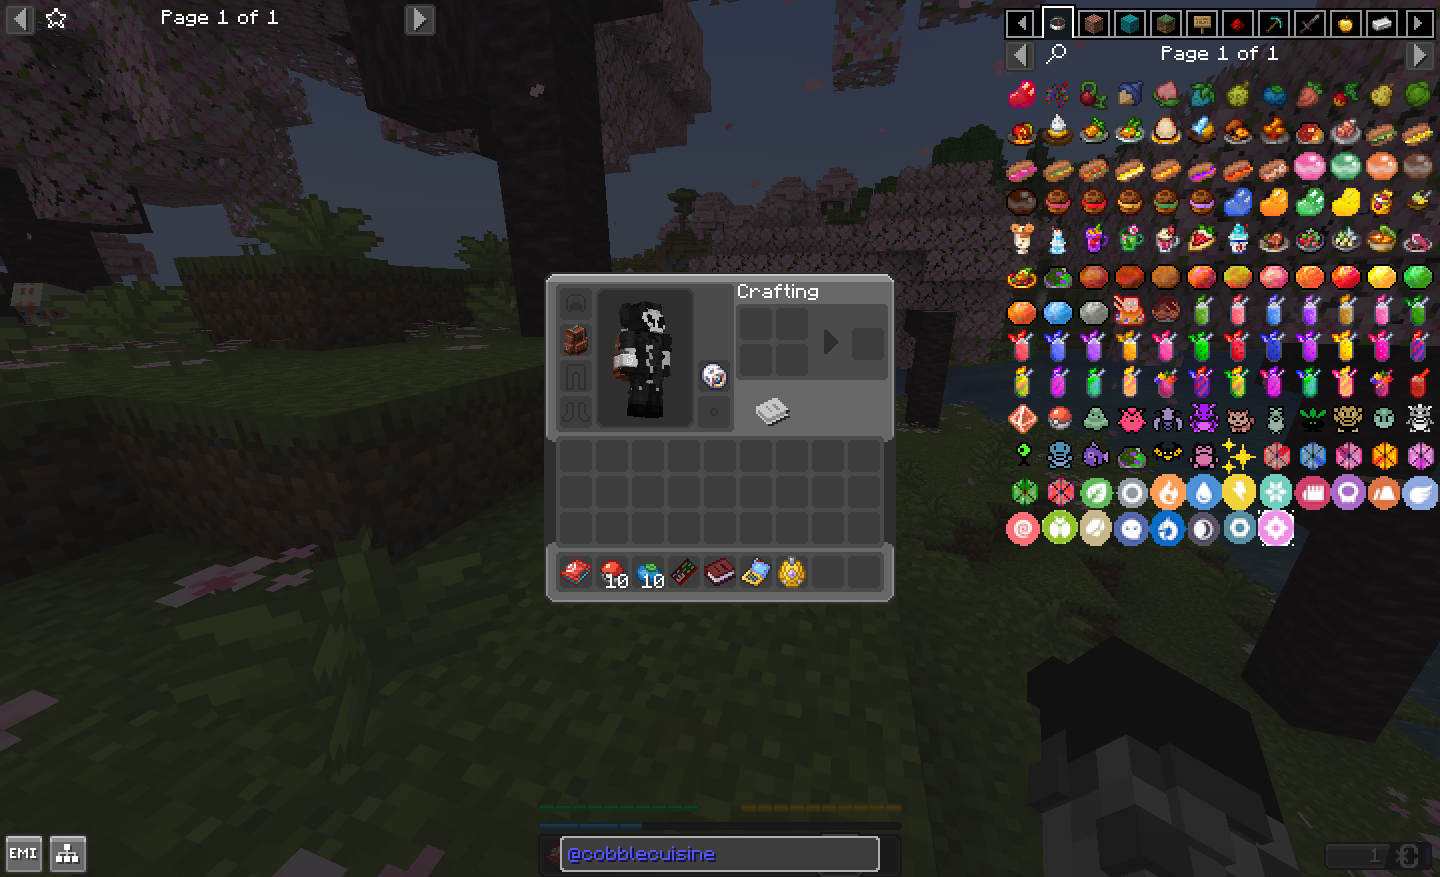 Page 1 of 1
Page 1 of 1
Crafting
10
10
EMI
@cobblecuisine
1